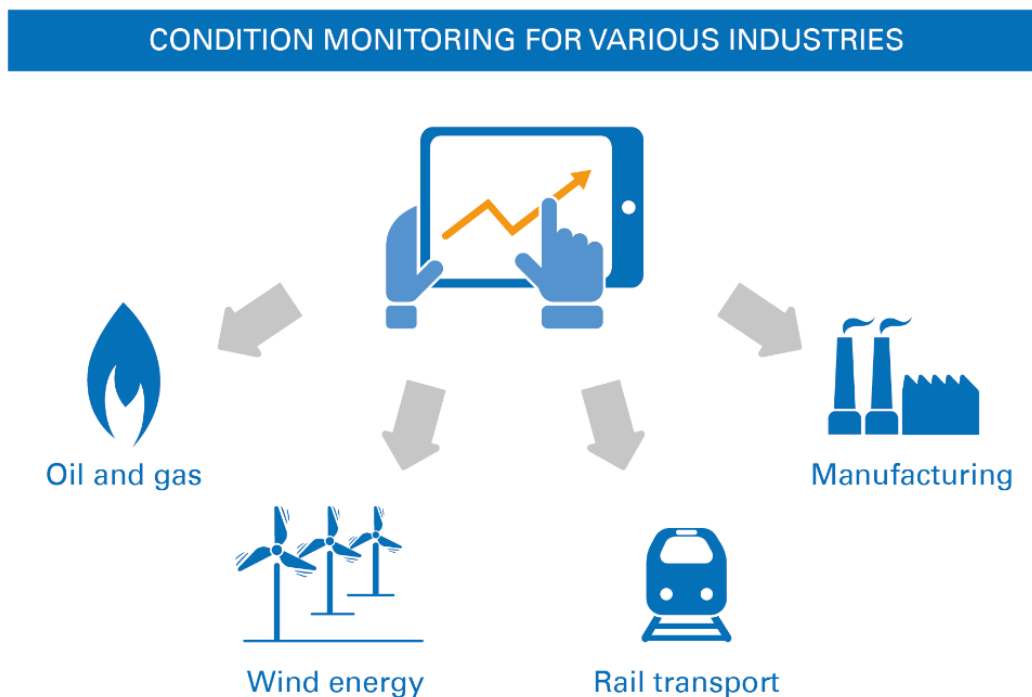 CONDITION MONITORING FOR VARIOUS INDUSTRIES
Oil and gas
Manufacturing
Wind energy
Rail transport